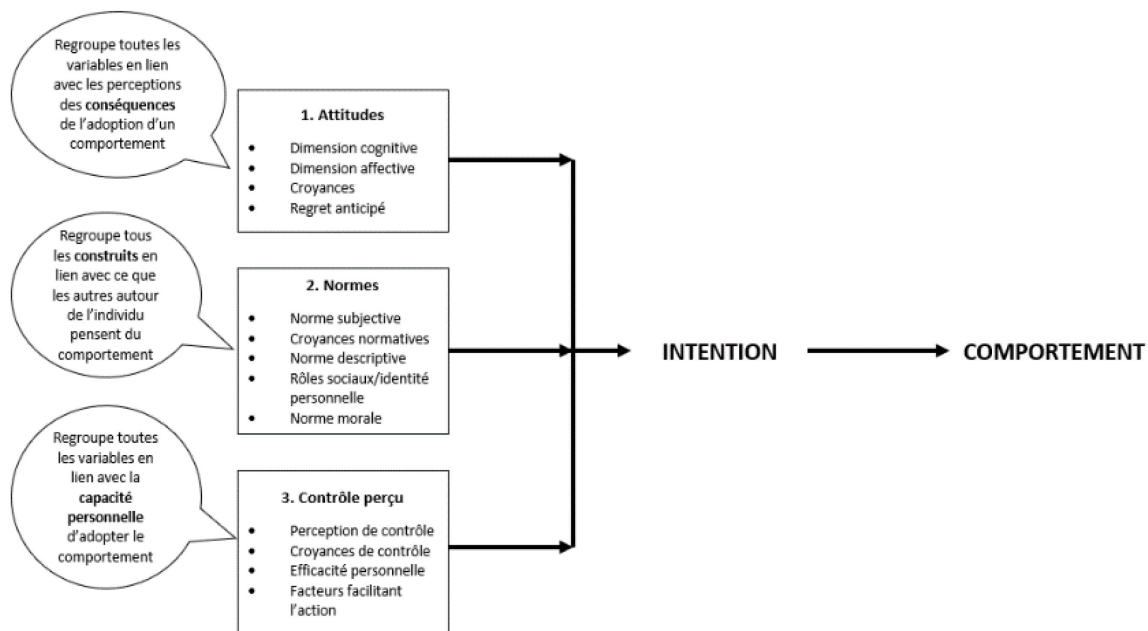 Regroupe toutes les
variables en lien
avec les perceptions
des conséquences
de l'adoption d'un
comportement
1. Attitudes
• Dimension cognitive
• Dimension affective
• Croyances
• Regret anticipé
Regroupe tous
les construits en
lien avec ce que
les autres autour
de l'individu
pensent du
comportement
2. Normes
• Norme subjective
• Croyances normatives
• Norme descriptive
• Rôles sociaux/identité
personnelle
• Norme morale
INTENTION
COMPORTEMENT
Regroupe toutes
les variables en
lien avec la
capacité
personnelle
d'adopter le
comportement
3. Contrôle perçu
• Perception de contrôle
• Croyances de contrôle
• Efficacité personnelle
• Facteurs facilitant
l'action